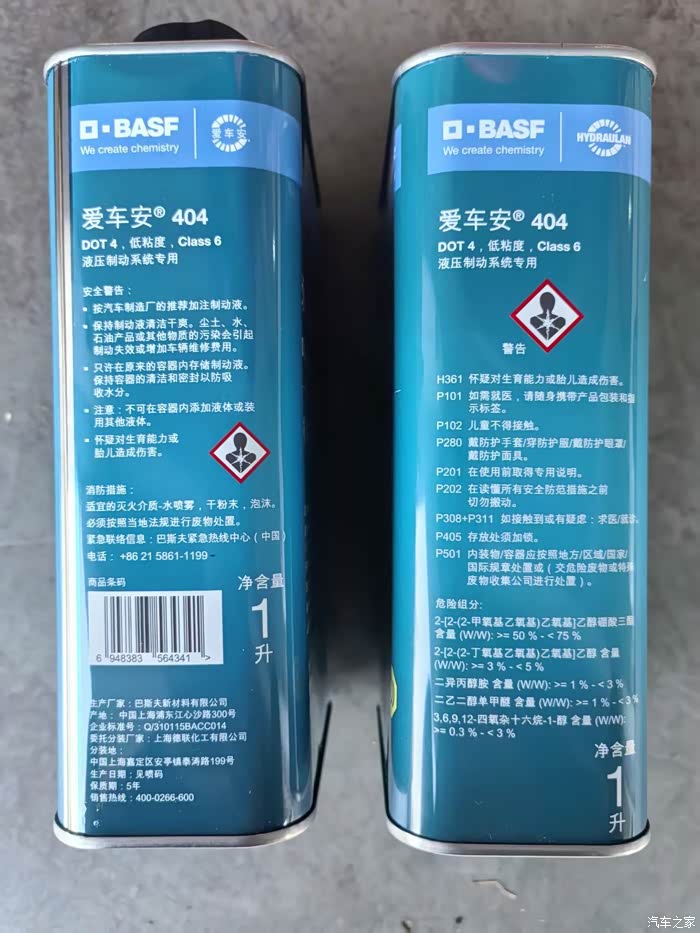 BASF
We create chemistry
爱车安
爱车安® 404
DOT 4，低粘度，Class 6
液压制动系统专用
安全警告：
按汽车制造厂的推荐加注制动液。
保持制动液清洁干爽。尘土、水、
石油产品或其他物质的污染会引起
制动失效或增加车辆维修费用。
只许在原来的容器内存储制动液。
保持容器的清洁和密封以防吸
收水分。
注意：不可在容器内添加液体或装
用其他液体。
怀疑对生育能力或
胎儿造成伤害。
消防措施：
适宜的灭火介质-水喷雾，干粉末，泡沫。
必须按照当地法规进行废物处置。
紧急联络信息：巴斯夫紧急热线中心（中国）
电话： +86 21 5861-1199
商品条码
净含量
1
升
6 948383 564341 >
生产厂家：巴斯夫新材料有限公司
产地： 中国上海浦东江心沙路300号
企业标准号：Q/310115BACC014
委托分装厂家：上海德联化工有限公司
分装地：
中国上海嘉定区安亭镇泰涛路199号
生产日期：见喷码
保质期：5年
销售热线：400-0266-600
BASF
We create chemistry
HYDRAULAN
爱车安® 404
DOT 4，低粘度，Class 6
液压制动系统专用
警告
H361 怀疑对生育能力或胎儿造成伤害。
P101 如需就医，请随身携带产品包装和指
示标签。
P102 儿童不得接触。
P280 戴防护手套/穿防护服/戴防护眼罩/
戴防护面具。
P201 在使用前取得专用说明。
P202 在读懂所有安全防范措施之前
切勿搬动。
P308+P311 如接触到或有疑虑：求医/就诊
P405 存放处须加锁。
P501 内装物/容器应按照地方/区域/国家/
国际规章处置或（交危险废物或特殊
废物收集公司进行处置）。
危险组分:
2-[2-(2-甲氧基乙氧基)乙氧基]乙醇硼酸三酯
含量 (W/W): >= 50 % - < 75 %
2-[2-(2-丁氧基乙氧基)乙氧基]乙醇 含量
(W/W): >= 3 % - < 5 %
二异丙醇胺 含量 (W/W): >= 1 % - < 3 %
二乙二醇单甲醚 含量 (W/W): >= 1 % - < 3 %
3,6,9,12-四氧杂十六烷-1-醇 含量 (W/W):
>= 0.3 % - < 3 %
净含量
1
升
汽车之家